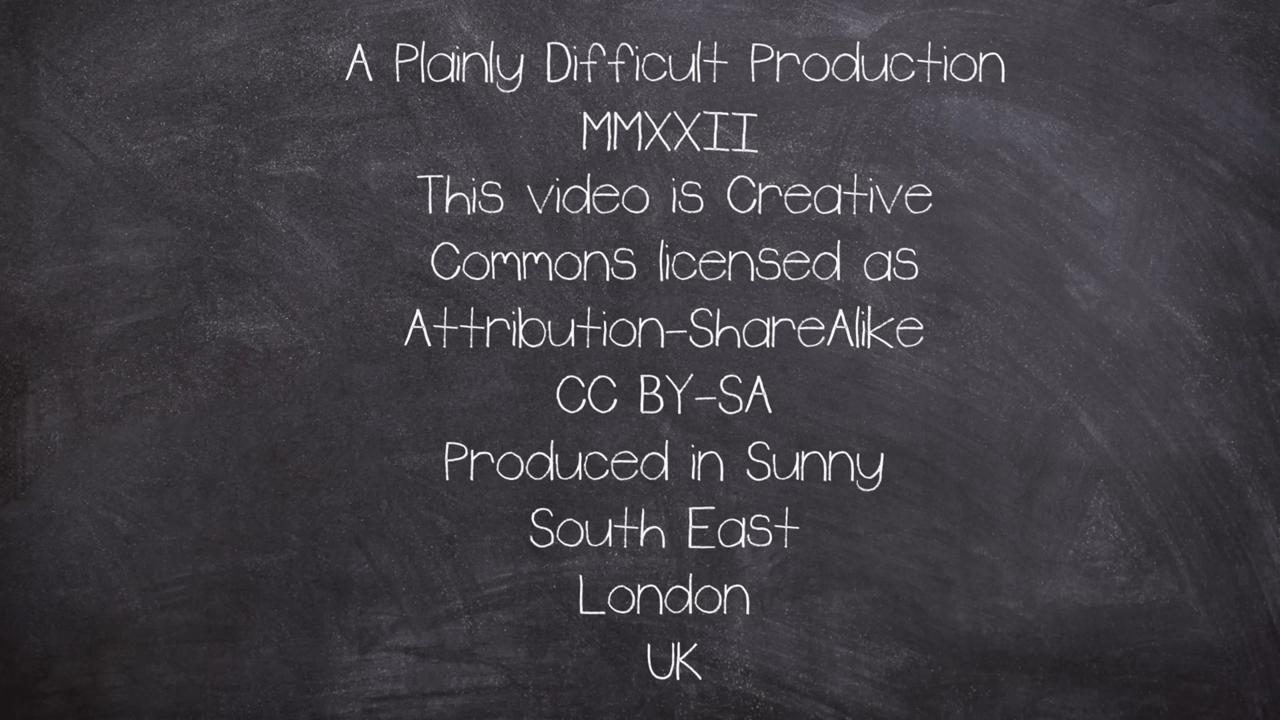 A Plainly Difficult Production
MMXXII
This video is Creative
Commons licensed as
Attribution-ShareAlike
CC BY-SA
Produced in Sunny
South East
London
UK